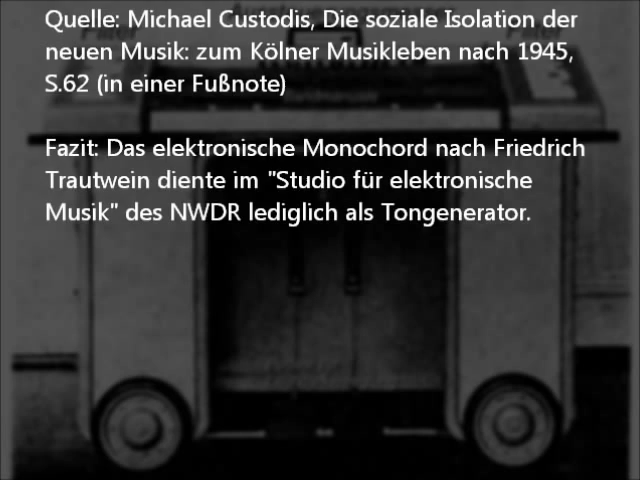 Quelle: Michael Custodis, Die soziale Isolation der
neuen Musik: zum Kölner Musikleben nach 1945,
S.62 (in einer Fußnote)
Fazit: Das elektronische Monochord nach Friedrich
Trautwein diente im "Studio für elektronische
Musik" des NWDR lediglich als Tongenerator.